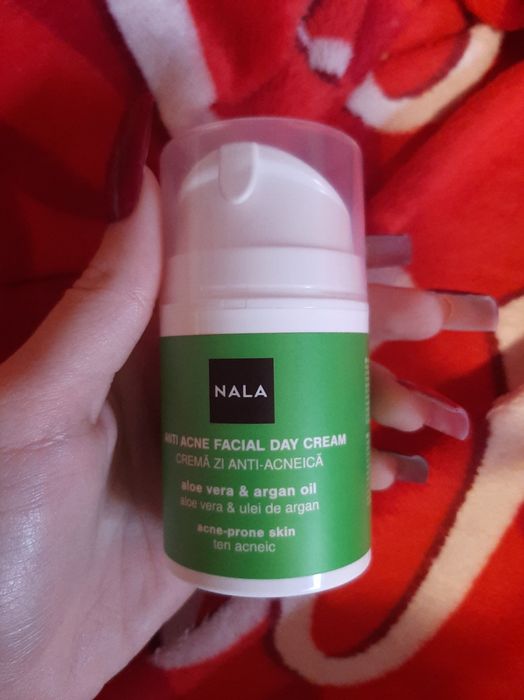 NALA
ANTI ACNE FACIAL DAY CREAM
CREMĂ ZI ANTI-ACNEICĂ
aloe vera & argan oil
aloe vera & ulei de argan
acne-prone skin
ten acneic